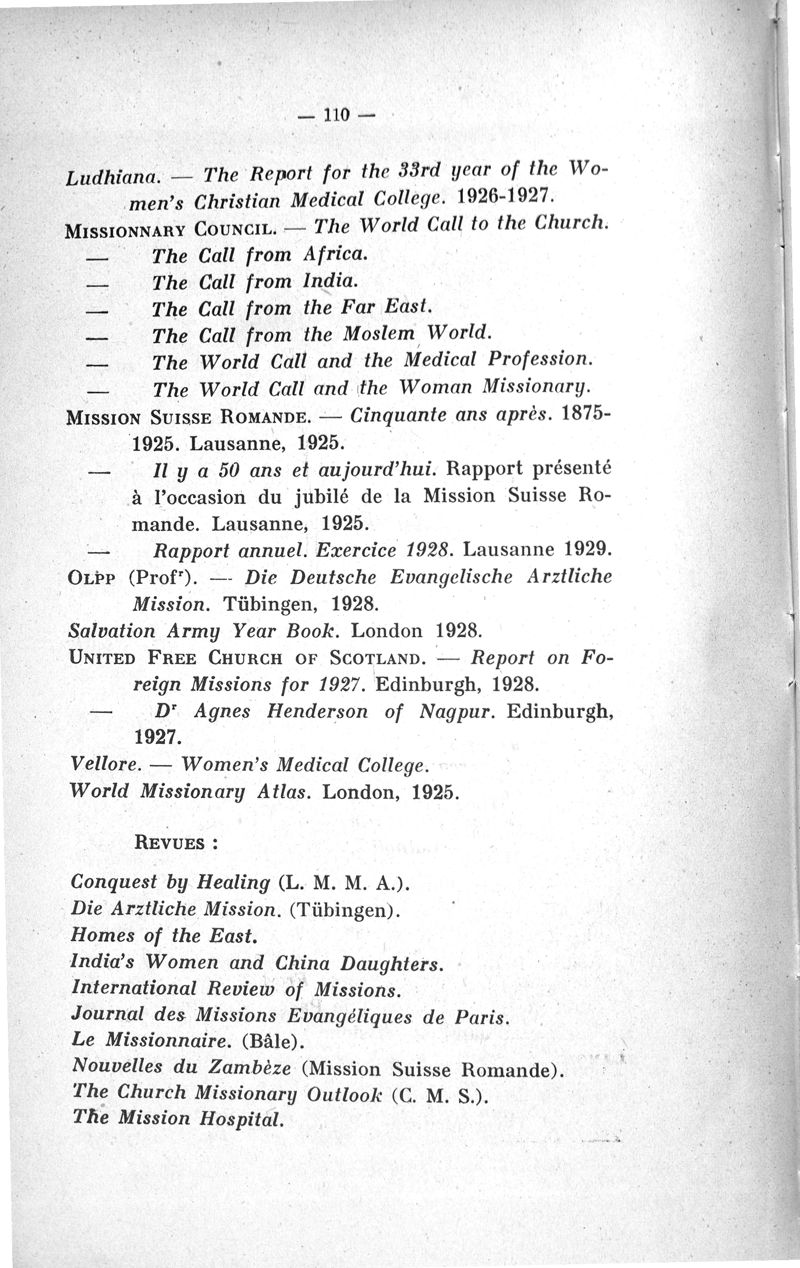 — 110 —
Ludhiana. — The Report for the 33rd year of the Wo-
men's Christian Medical College. 1926-1927.
MISSIONNARY COUNCIL. — The World Call to the Church.
— The Call from Africa.
— The Call from India.
— The Call from the Far East.
— The Call from the Moslem World.
— The World Call and the Medical Profession.
— The World Call and the Woman Missionary.
MISSION SUISSE ROMANDE. — Cinquante ans après. 1875-
1925. Lausanne, 1925.
— Il y a 50 ans et aujourd'hui. Rapport présenté
à l'occasion du jubilé de la Mission Suisse Ro-
mande. Lausanne, 1925.
— Rapport annuel. Exercice 1928. Lausanne 1929.
OLPP (Profʳ). — Die Deutsche Evangelische Arztliche
Mission. Tübingen, 1928.
Salvation Army Year Book. London 1928.
UNITED FREE CHURCH OF SCOTLAND. — Report on Fo-
reign Missions for 1927. Edinburgh, 1928.
— Dʳ Agnes Henderson of Nagpur. Edinburgh,
1927.
Vellore. — Women's Medical College.
World Missionary Atlas. London, 1925.
REVUES :
Conquest by Healing (L. M. M. A.).
Die Arztliche Mission. (Tübingen).
Homes of the East.
India's Women and China Daughters.
International Review of Missions.
Journal des Missions Evangéliques de Paris.
Le Missionnaire. (Bâle).
Nouvelles du Zambèze (Mission Suisse Romande).
The Church Missionary Outlook (C. M. S.).
The Mission Hospital.